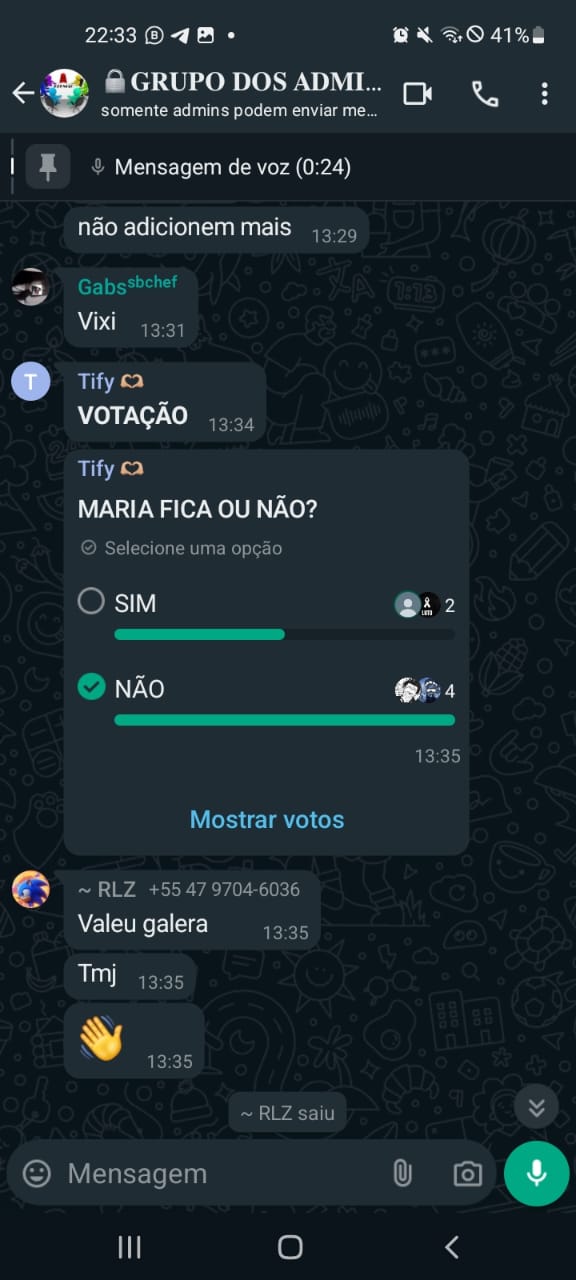 22:33
41%
GRUPO DOS ADMI...
somente admins podem enviar me...
Mensagem de voz (0:24)
não adicionem mais 13:29
Gabs sbchef
Vixi 13:31
T
Tify
VOTAÇÃO 13:34
Tify
MARIA FICA OU NÃO?
Selecione uma opção
SIM 2
NÃO 4
13:35
Mostrar votos
~ RLZ +55 47 9704-6036
Valeu galera 13:35
Tmj 13:35
13:35
~ RLZ saiu
Mensagem